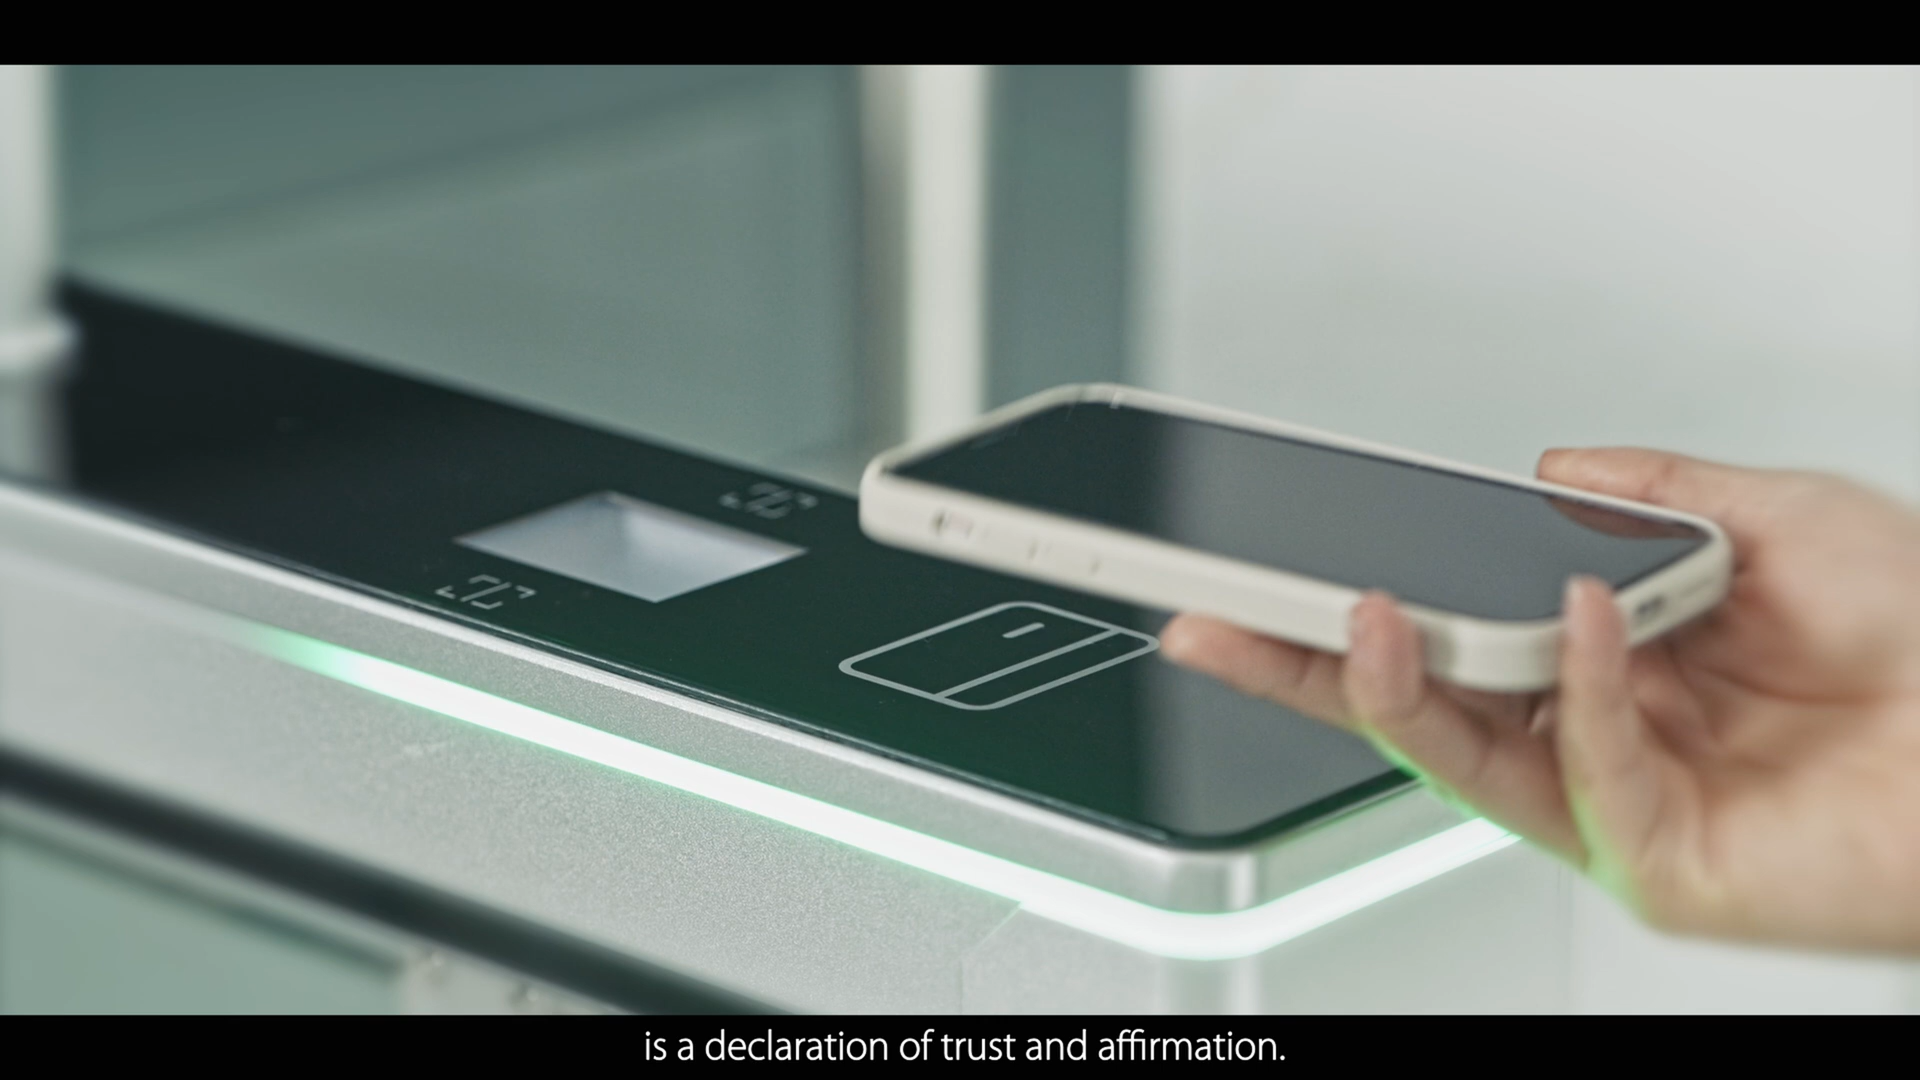 is a declaration of trust and affirmation.